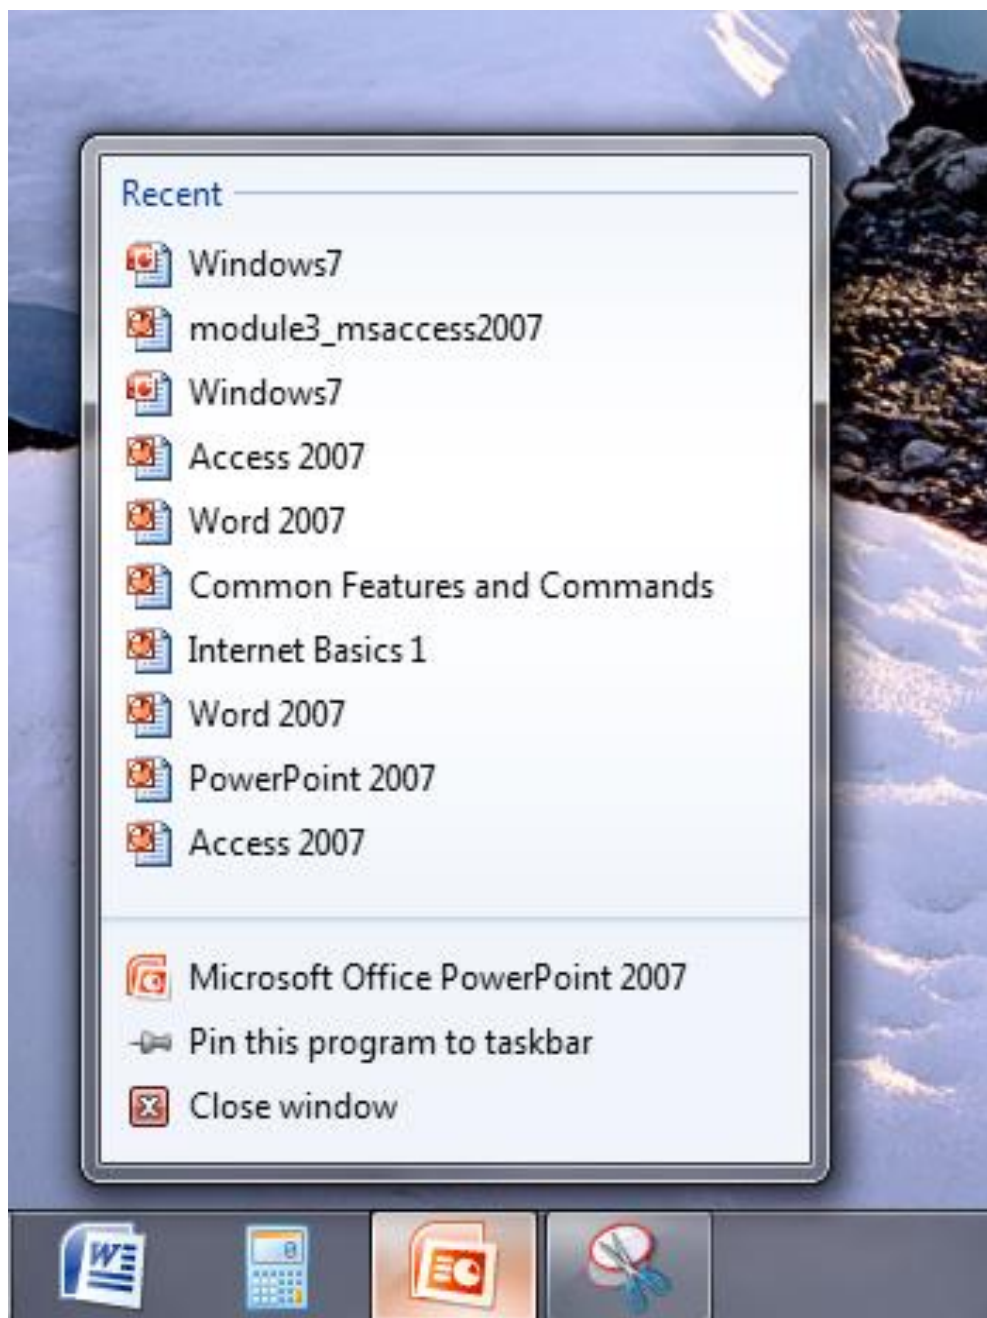 Recent
Windows7
module3_msaccess2007
Windows7
Access 2007
Word 2007
Common Features and Commands
Internet Basics 1
Word 2007
PowerPoint 2007
Access 2007
Microsoft Office PowerPoint 2007
Pin this program to taskbar
Close window
W
0